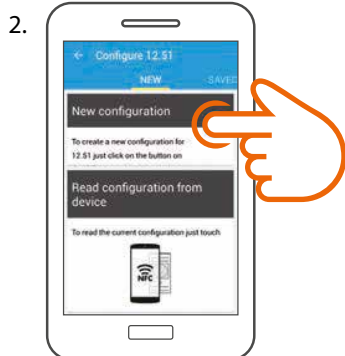 2.
← Configure 12.51
NEW SAVED
New configuration
To create a new configuration for
12.51 just click on the button on
Read configuration from
device
To read the current configuration just touch
NFC